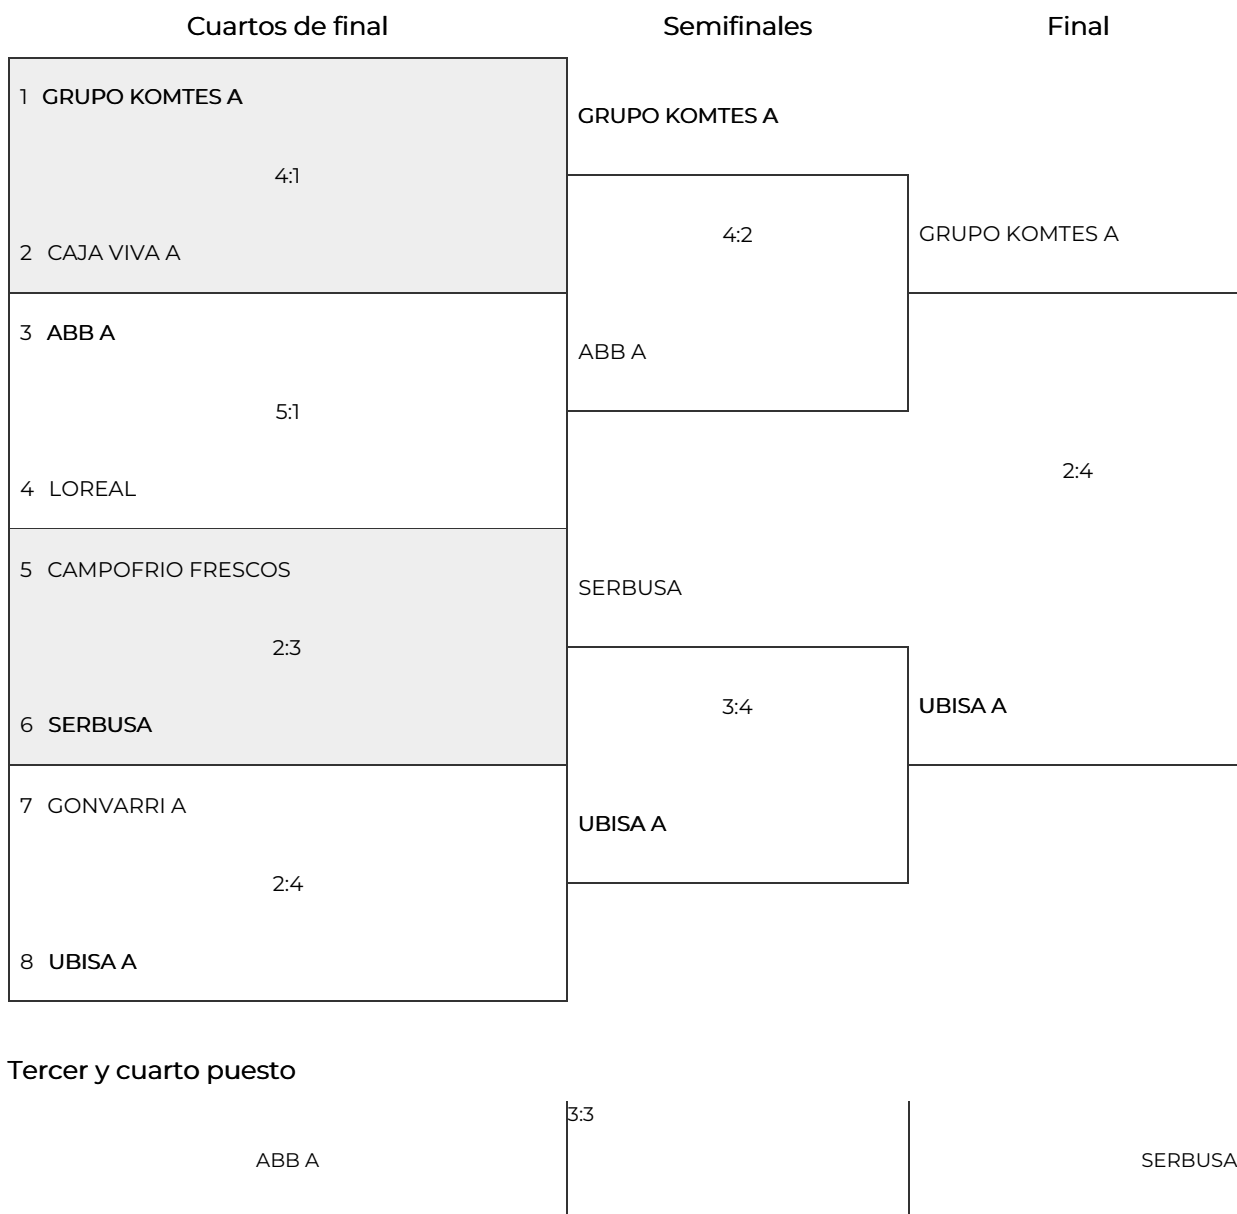 Cuartos de final Semifinales Final
1 GRUPO KOMTES A
GRUPO KOMTES A
4:1
4:2 GRUPO KOMTES A
2 CAJA VIVA A
3 ABB A
ABB A
5:1
2:4
4 LOREAL
5 CAMPOFRIO FRESCOS
SERBUSA
2:3
3:4 UBISA A
6 SERBUSA
7 GONVARRI A
UBISA A
2:4
8 UBISA A
Tercer y cuarto puesto
3:3
ABB A SERBUSA